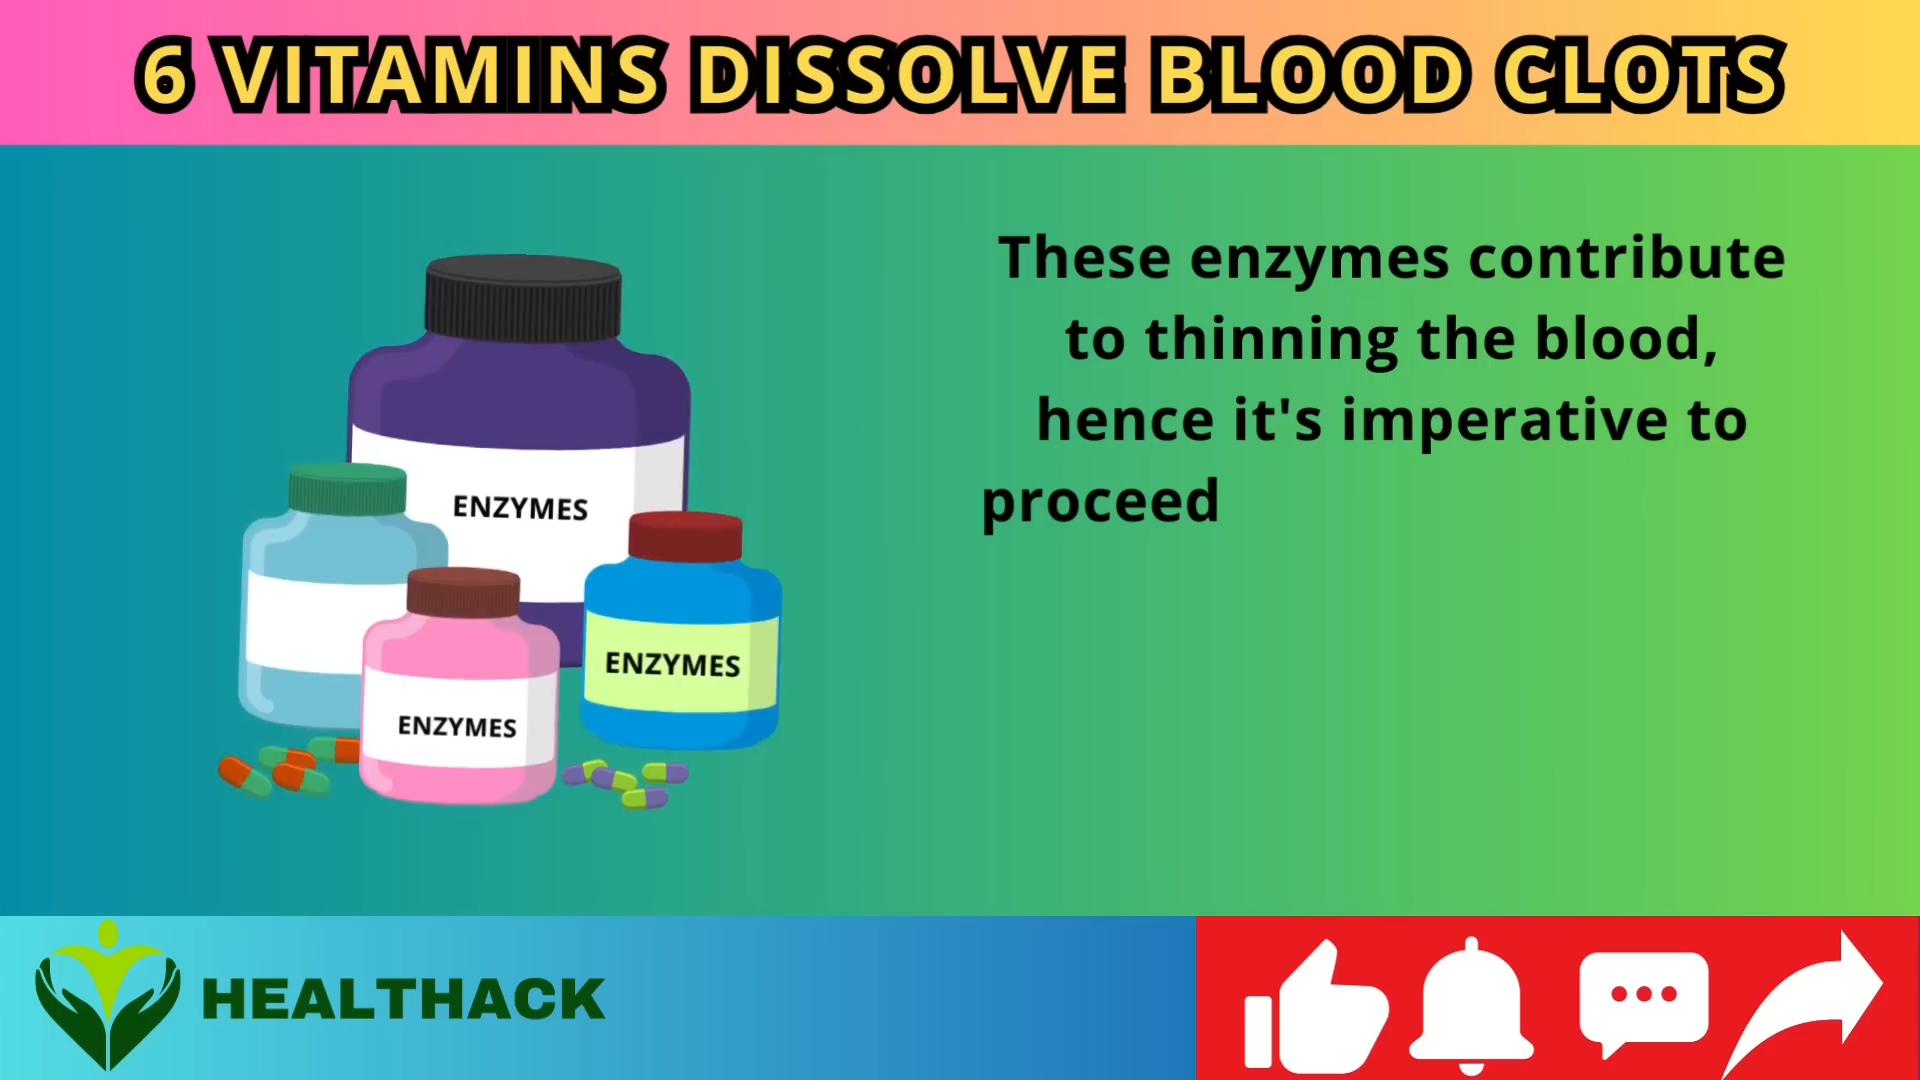 6 VITAMINS DISSOLVE BLOOD CLOTS
These enzymes contribute
to thinning the blood,
hence it's imperative to
proceed
ENZYMES
ENZYMES
ENZYMES
HEALTHACK